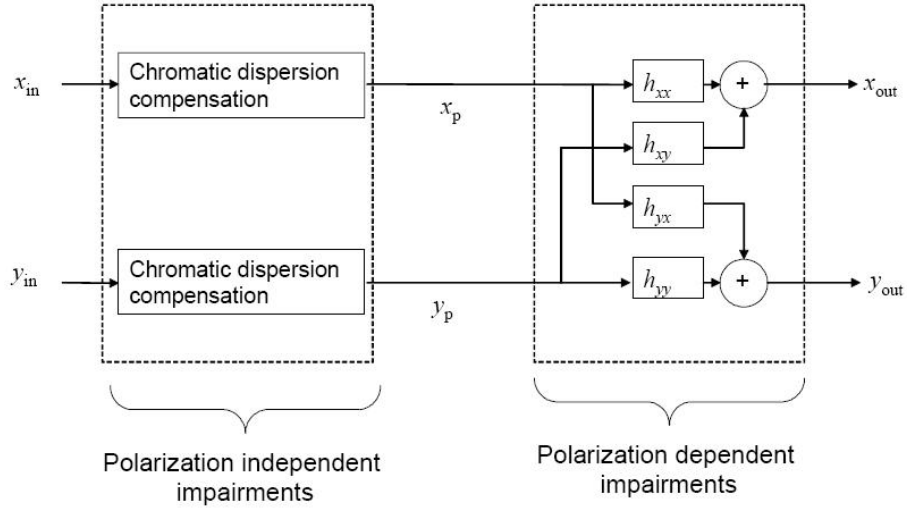 Chromatic dispersion
compensation
x_in
x_p
h_xx
+
x_out
h_xy
h_yx
Chromatic dispersion
compensation
y_in
y_p
h_yy
+
y_out
Polarization independent
impairments
Polarization dependent
impairments